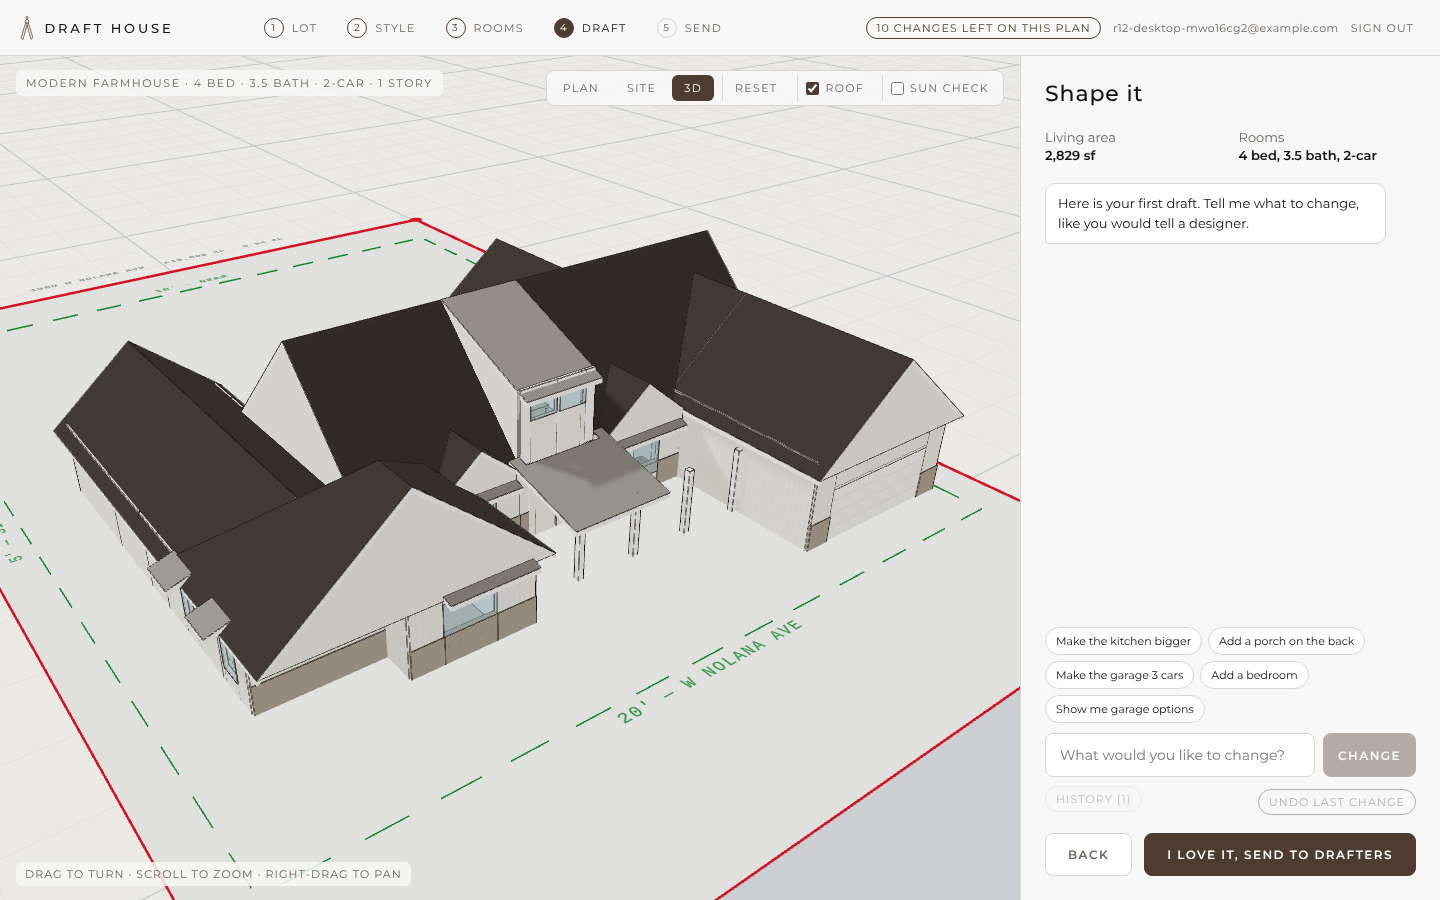 DRAFT HOUSE
1 LOT
2 STYLE
3 ROOMS
4 DRAFT
5 SEND
10 CHANGES LEFT ON THIS PLAN
r12-desktop-mwo16cg2@example.com
SIGN OUT
MODERN FARMHOUSE · 4 BED · 3.5 BATH · 2-CAR · 1 STORY
PLAN
SITE
3D
RESET
ROOF
SUN CHECK
20' — W NOLANA AVE
DRAG TO TURN · SCROLL TO ZOOM · RIGHT-DRAG TO PAN
Shape it
Living area
2,829 sf
Rooms
4 bed, 3.5 bath, 2-car
Here is your first draft. Tell me what to change,
like you would tell a designer.
Make the kitchen bigger
Add a porch on the back
Make the garage 3 cars
Add a bedroom
Show me garage options
What would you like to change?
CHANGE
HISTORY (1)
UNDO LAST CHANGE
BACK
I LOVE IT, SEND TO DRAFTERS